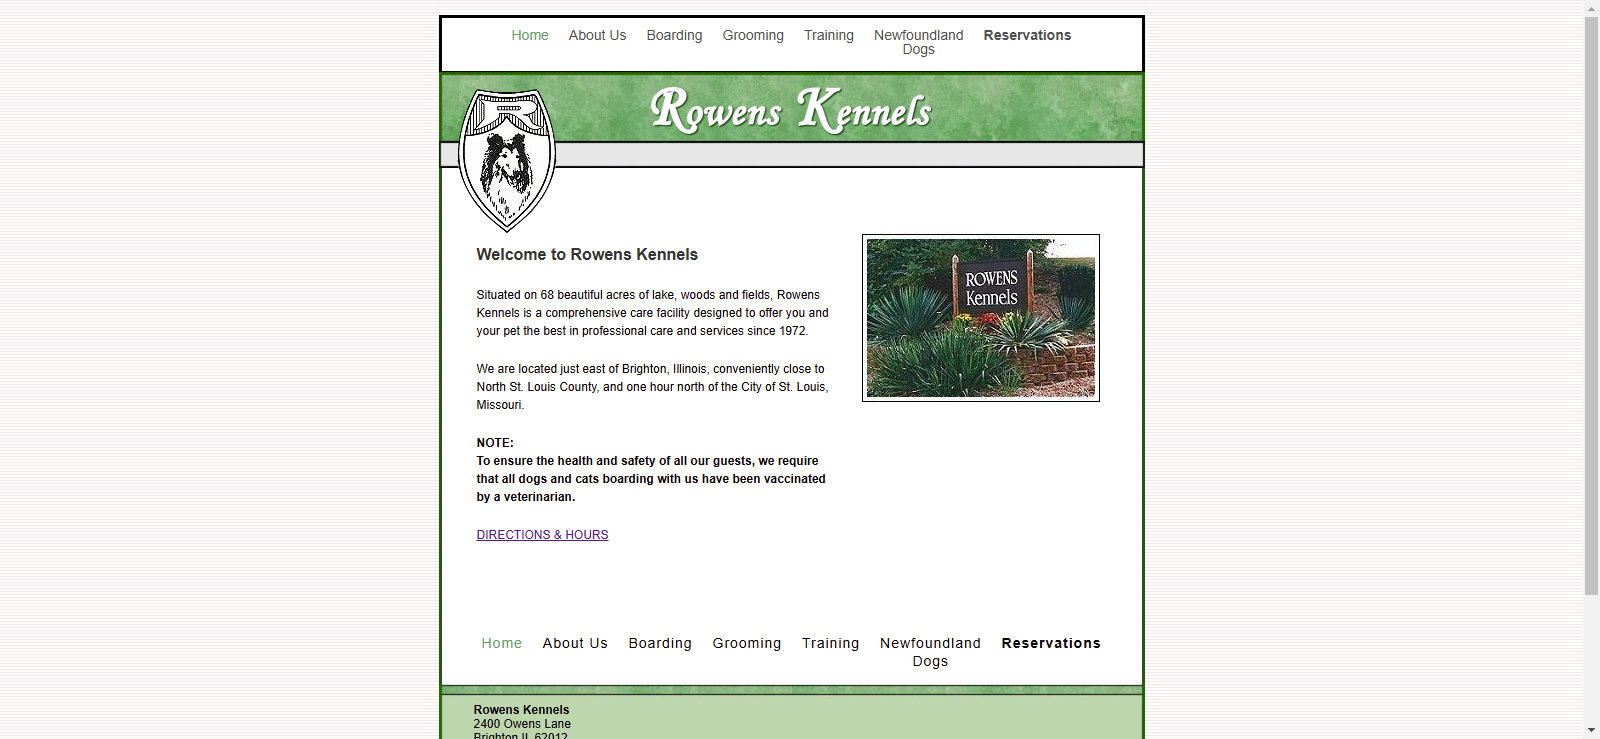 Home About Us Boarding Grooming Training Newfoundland Dogs Reservations
Rowens Kennels
R
Welcome to Rowens Kennels
ROWENS
Kennels
Situated on 68 beautiful acres of lake, woods and fields, Rowens
Kennels is a comprehensive care facility designed to offer you and
your pet the best in professional care and services since 1972.
We are located just east of Brighton, Illinois, conveniently close to
North St. Louis County, and one hour north of the City of St. Louis,
Missouri.
NOTE:
To ensure the health and safety of all our guests, we require
that all dogs and cats boarding with us have been vaccinated
by a veterinarian.
DIRECTIONS & HOURS
Home About Us Boarding Grooming Training Newfoundland Dogs Reservations
Rowens Kennels
2400 Owens Lane
Brighton IL 62012